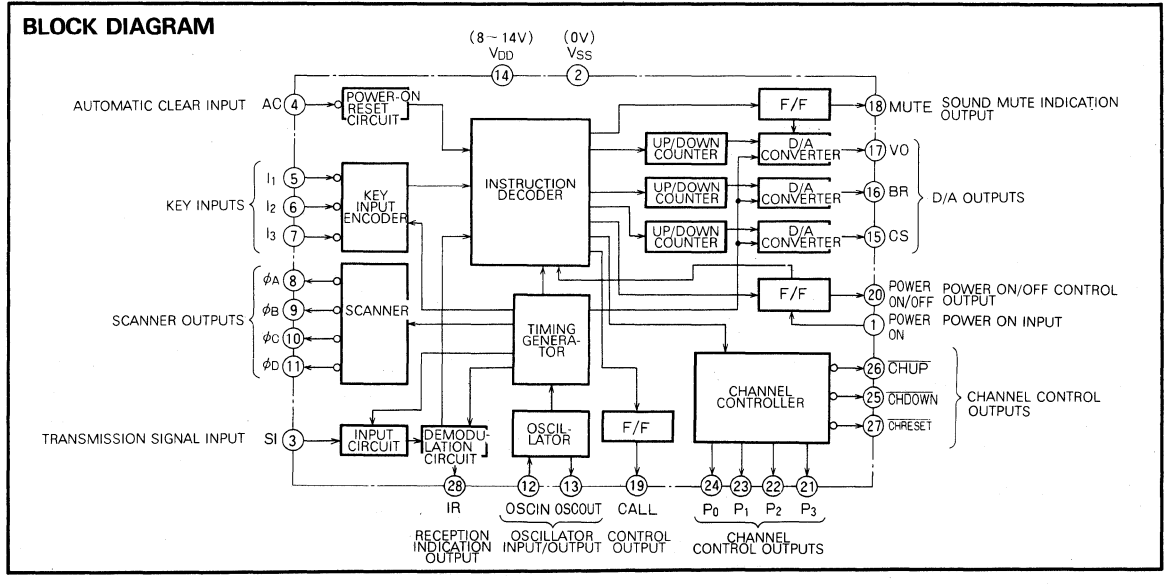 BLOCK DIAGRAM
(8~14V) (0V)
VDD VSS
14 2
AUTOMATIC CLEAR INPUT AC 4
POWER-ON
RESET
CIRCUIT
F/F
18 MUTE SOUND MUTE INDICATION
OUTPUT
UP/DOWN
COUNTER
D/A
CONVERTER
17 VO
KEY INPUTS
I1 5
I2 6
I3 7
KEY
INPUT
ENCODER
INSTRUCTION
DECODER
UP/DOWN
COUNTER
D/A
CONVERTER
16 BR
D/A OUTPUTS
UP/DOWN
COUNTER
D/A
CONVERTER
15 CS
SCANNER OUTPUTS
φA 8
φB 9
φC 10
φD 11
SCANNER
TIMING
GENERA-
TOR
F/F
20 POWER ON/OFF POWER ON/OFF CONTROL
OUTPUT
1 POWER ON POWER ON INPUT
CHANNEL
CONTROLLER
26 CHUP
25 CHDOWN
27 CHRESET
CHANNEL CONTROL
OUTPUTS
TRANSMISSION SIGNAL INPUT SI 3
INPUT
CIRCUIT
DEMODU-
LATION
CIRCUIT
OSCIL-
LATOR
F/F
28 12 13 19 24 23 22 21
IR OSCIN OSCOUT CALL P0 P1 P2 P3
RECEPTION
INDICATION
OUTPUT
OSCILLATOR
INPUT/OUTPUT
CONTROL
OUTPUT
CHANNEL
CONTROL OUTPUTS